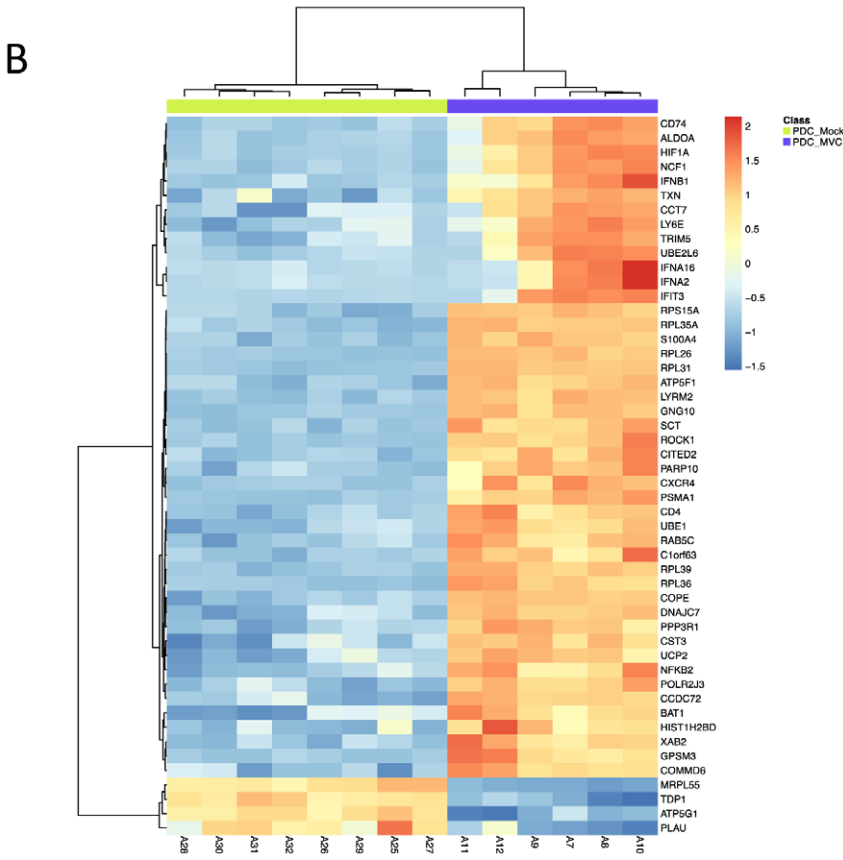 B
Class
PDC_Mock
PDC_MVC
2
1.5
1
0.5
0
−0.5
−1
−1.5
CD74
ALDOA
HIF1A
NCF1
IFNB1
TXN
CCT7
LY6E
TRIM5
UBE2L6
IFNA16
IFNA2
IFIT3
RPS15A
RPL35A
S100A4
RPL26
RPL31
ATP5F1
LYRM2
GNG10
SCT
ROCK1
CITED2
PARP10
CXCR4
PSMA1
CD4
UBE1
RAB5C
C1orf63
RPL39
RPL36
COPE
DNAJC7
PPP3R1
CST3
UCP2
NFKB2
POLR2J3
CCDC72
BAT1
HIST1H2BD
XAB2
GPSM3
COMMD6
MRPL55
TDP1
ATP5G1
PLAU
A28 A30 A31 A32 A26 A29 A25 A27 A11 A12 A9 A7 A8 A10